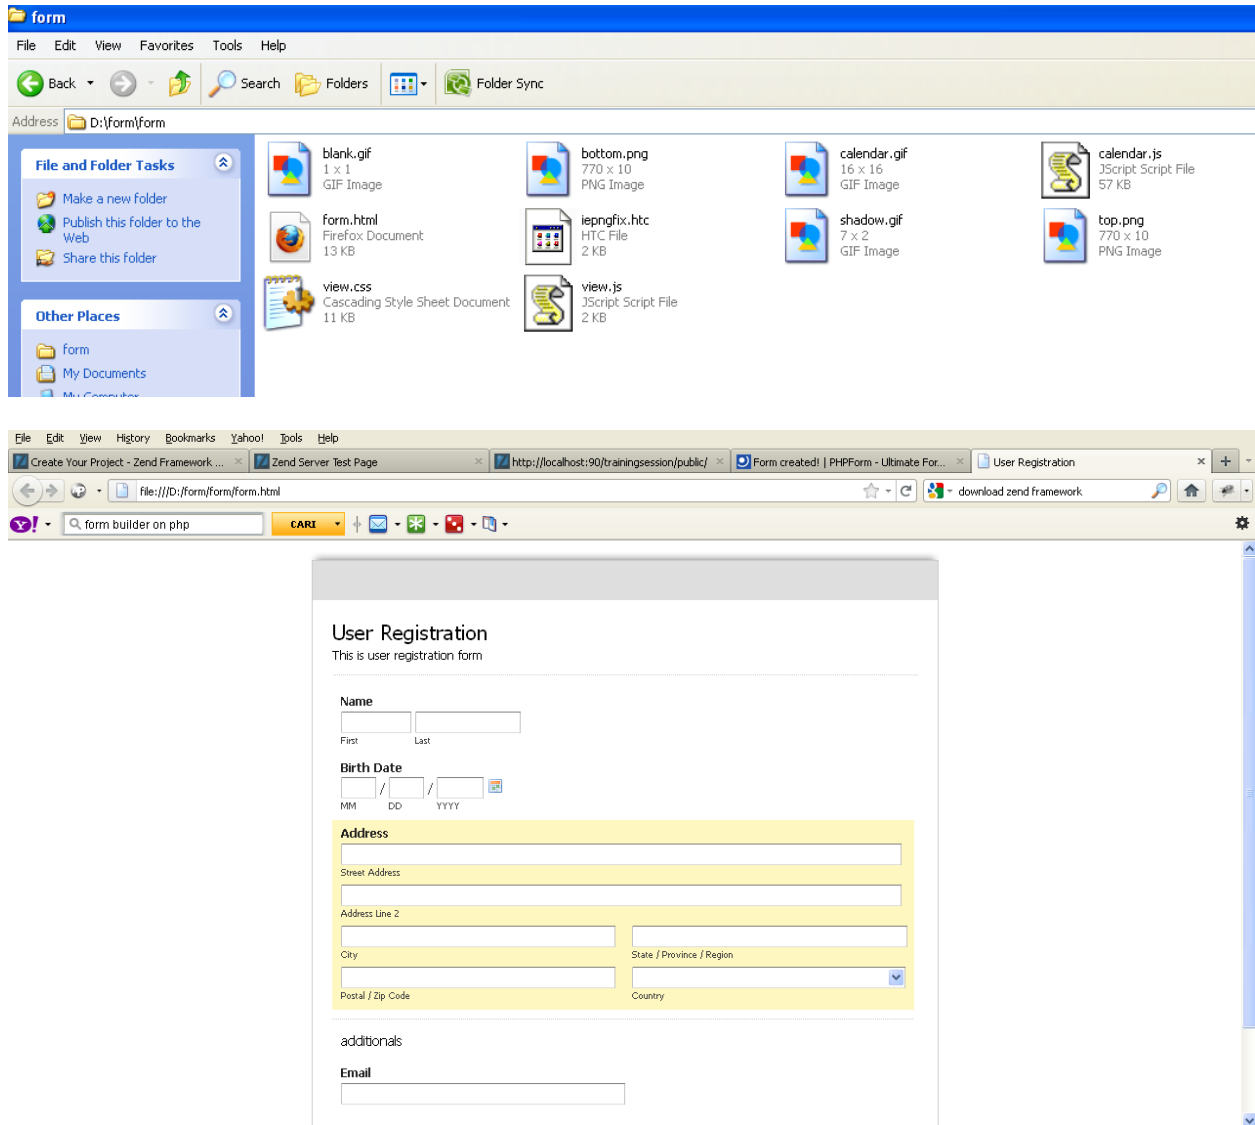 form
File Edit View Favorites Tools Help
Back Search Folders Folder Sync
Address D:\form\form
File and Folder Tasks
Make a new folder
Publish this folder to the
Web
Share this folder
Other Places
form
My Documents
My Computer
blank.gif
1 x 1
GIF Image
bottom.png
770 x 10
PNG Image
calendar.gif
16 x 16
GIF Image
calendar.js
JScript Script File
57 KB
form.html
Firefox Document
13 KB
iepngfix.htc
HTC File
2 KB
shadow.gif
7 x 2
GIF Image
top.png
770 x 10
PNG Image
view.css
Cascading Style Sheet Document
11 KB
view.js
JScript Script File
2 KB
File Edit View History Bookmarks Yahoo! Tools Help
Create Your Project - Zend Framework ... Zend Server Test Page http://localhost:90/trainingsession/public/ Form created! | PHPForm - Ultimate For... User Registration
file:///D:/form/form/form.html download zend framework
Y! form builder on php CARI
User Registration
This is user registration form
Name
First Last
Birth Date
/ /
MM DD YYYY
Address
Street Address
Address Line 2
City State / Province / Region
Postal / Zip Code Country
additionals
Email